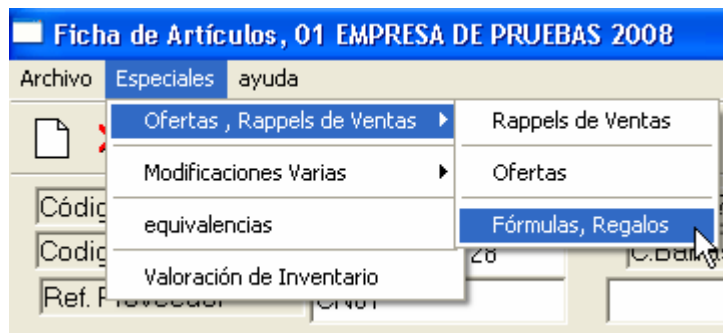 Ficha de Artículos, 01 EMPRESA DE PRUEBAS 2008
Archivo Especiales ayuda
Ofertas , Rappels de Ventas
Rappels de Ventas
Modificaciones Varias
Ofertas
equivalencias
Fórmulas, Regalos
Valoración de Inventario
Ref.